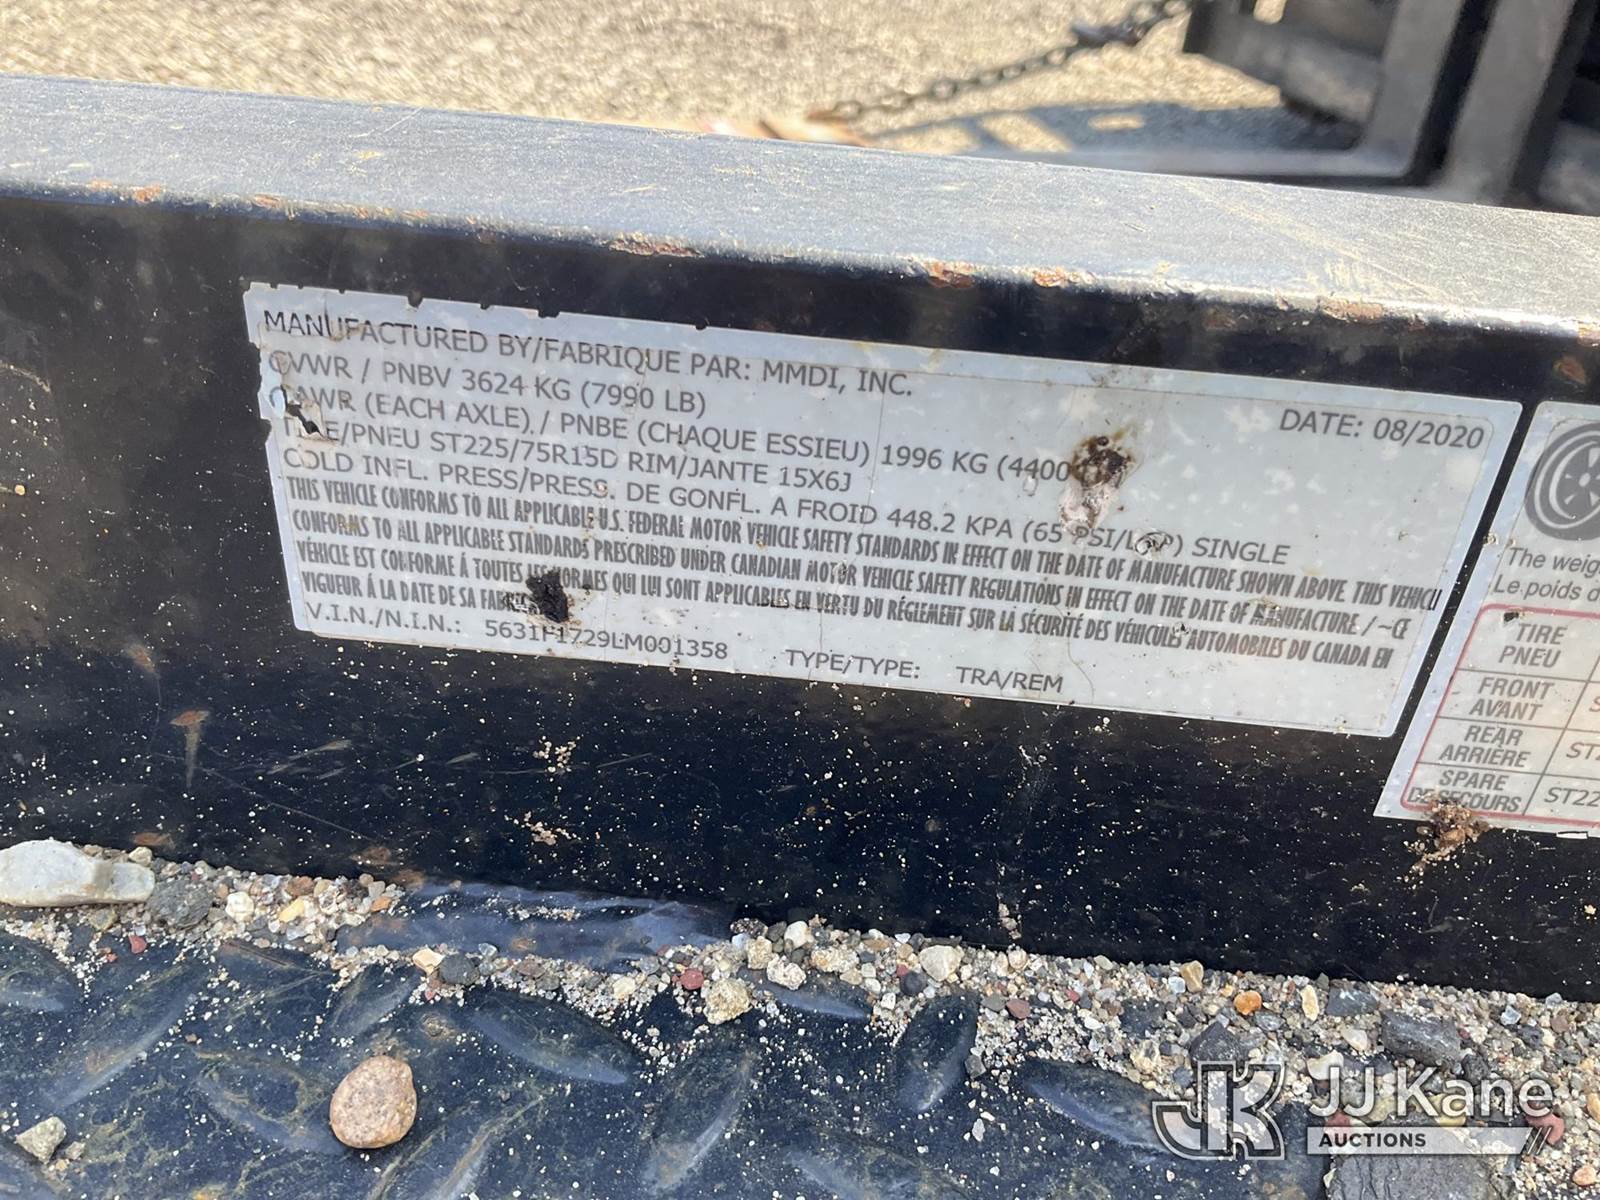 MANUFACTURED BY/FABRIQUE PAR: MMDI, INC.
GVWR / PNBV 3624 KG (7990 LB)
DATE: 08/2020
GAWR (EACH AXLE) / PNBE (CHAQUE ESSIEU) 1996 KG (4400
TIRE/PNEU ST225/75R15D RIM/JANTE 15X6J
COLD INFL. PRESS/PRESS. DE GONFL. A FROID 448.2 KPA (65 PSI/LPP) SINGLE
THIS VEHICLE CONFORMS TO ALL APPLICABLE U.S. FEDERAL MOTOR VEHICLE SAFETY STANDARDS IN EFFECT ON THE DATE OF MANUFACTURE SHOWN ABOVE. THIS VEHICLI
CONFORMS TO ALL APPLICABLE STANDARDS PRESCRIBED UNDER CANADIAN MOTOR VEHICLE SAFETY REGULATIONS IN EFFECT ON THE DATE OF MANUFACTURE / ~CE
VÉHICLE EST CONFORME Á TOUTES LES NORMES QUI LUI SONT APPLICABLES EN VERTU DU RÉGLEMENT SUR LA SÉCURITÉ DES VÉHICULES AUTOMOBILES DU CANADA EN
VIGUEUR Á LA DATE DE SA
V.I.N./N.I.N.: 5631F1729LM001358 TYPE/TYPE: TRA/REM
The weig
Le poids d
TIRE
PNEU
FRONT
AVANT
S
REAR
ARRIÈRE
ST2
SPARE
DE SECOURS
ST22
JK
JJ Kane
AUCTIONS